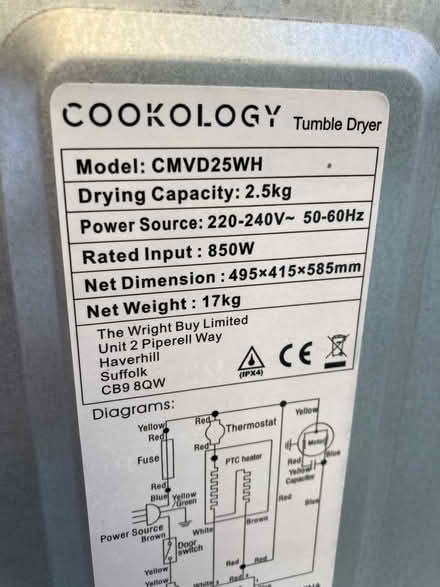 COOKOLOGY Tumble Dryer
Model: CMVD25WH
Drying Capacity: 2.5kg
Power Source: 220-240V~ 50-60Hz
Rated Input : 850W
Net Dimension : 495×415×585mm
Net Weight : 17kg
The Wright Buy Limited
Unit 2 Piperell Way
Haverhill
Suffolk
CB9 8QW
(IPX4)
CE
Diagrams:
Yellow
Red
Fuse
Red
Blue
Yellow
/Green
Power Source
Brown
Door
switch
Red
Thermostat
Red
PTC heater
White
Brown
Red
White
Red
Yellow
Motor
Red
Blue
Yellow
Capacitor
Blue
Red